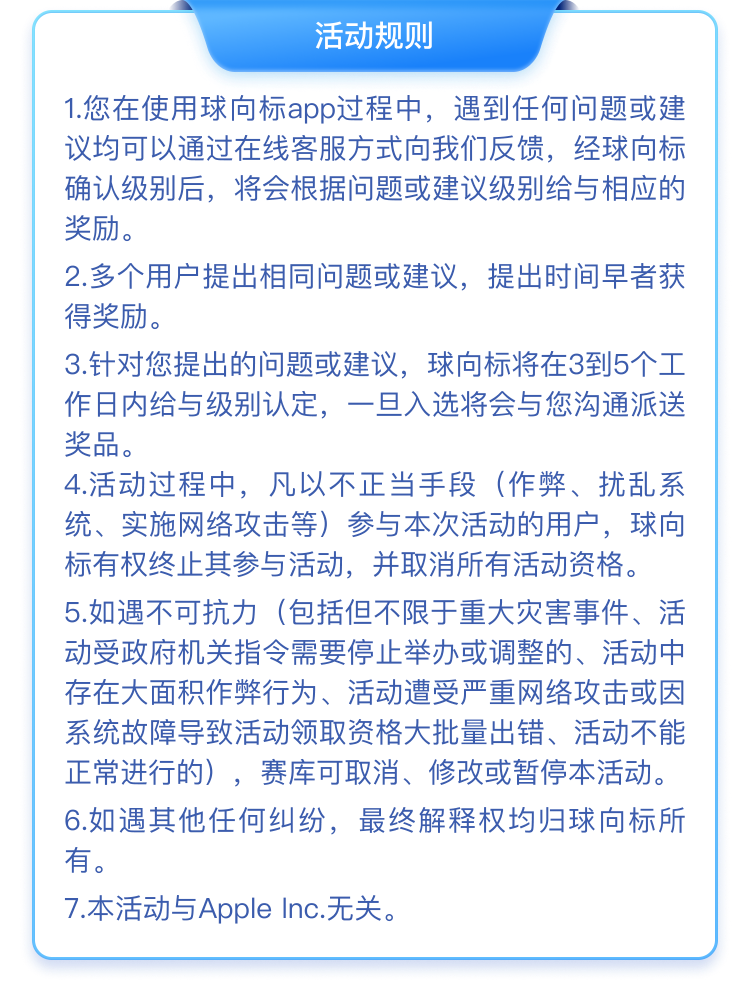 活动规则
1.您在使用球向标app过程中，遇到任何问题或建
议均可以通过在线客服方式向我们反馈，经球向标
确认级别后，将会根据问题或建议级别给与相应的
奖励。
2.多个用户提出相同问题或建议，提出时间早者获
得奖励。
3.针对您提出的问题或建议，球向标将在3到5个工
作日内给与级别认定，一旦入选将会与您沟通派送
奖品。
4.活动过程中，凡以不正当手段（作弊、扰乱系
统、实施网络攻击等）参与本次活动的用户，球向
标有权终止其参与活动，并取消所有活动资格。
5.如遇不可抗力（包括但不限于重大灾害事件、活
动受政府机关指令需要停止举办或调整的、活动中
存在大面积作弊行为、活动遭受严重网络攻击或因
系统故障导致活动领取资格大批量出错、活动不能
正常进行的），赛库可取消、修改或暂停本活动。
6.如遇其他任何纠纷，最终解释权均归球向标所
有。
7.本活动与Apple Inc.无关。